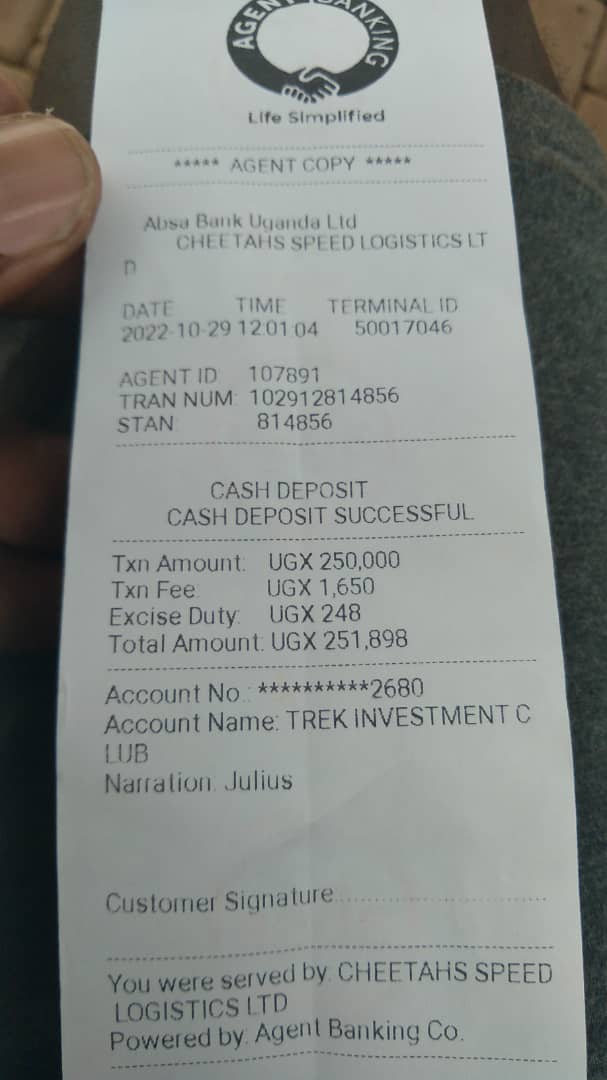 AGENT BANKING
Life Simplified
***** AGENT COPY *****
Absa Bank Uganda Ltd
CHEETAHS SPEED LOGISTICS LT
D
DATE TIME TERMINAL ID
2022-10-29 12:01:04 50017046
AGENT ID 107891
TRAN NUM: 102912814856
STAN: 814856
CASH DEPOSIT
CASH DEPOSIT SUCCESSFUL
Txn Amount: UGX 250,000
Txn Fee: UGX 1,650
Excise Duty: UGX 248
Total Amount: UGX 251,898
Account No.: **********2680
Account Name: TREK INVESTMENT C
LUB
Narration: Julius
Customer Signature....................................
You were served by: CHEETAHS SPEED
LOGISTICS LTD
Powered by: Agent Banking Co.